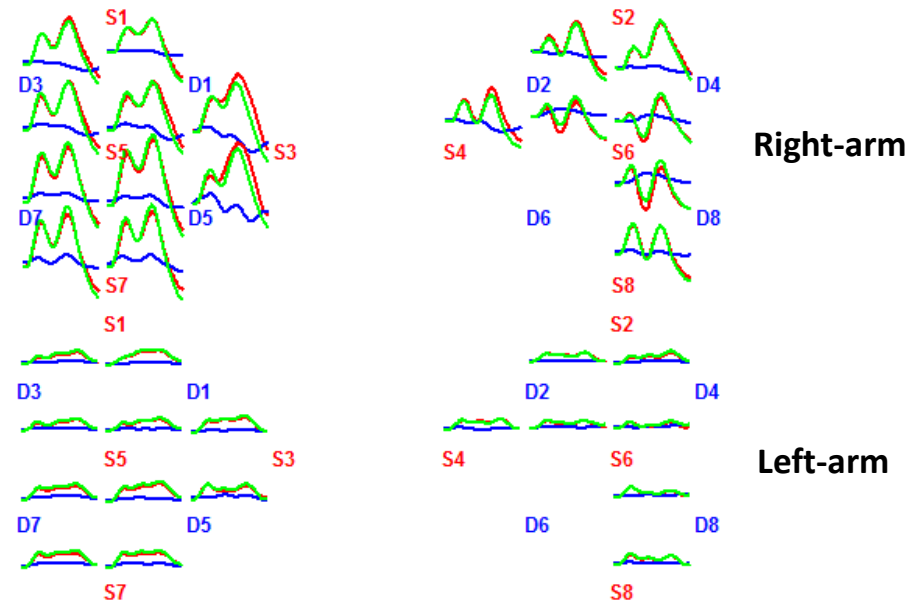 S1 S2
D3 D1 D2 D4
S5 S3 S4 S6 Right-arm
D7 D5 D6 D8
S7 S8
S1 S2
D3 D1 D2 D4
S5 S3 S4 S6 Left-arm
D7 D5 D6 D8
S7 S8